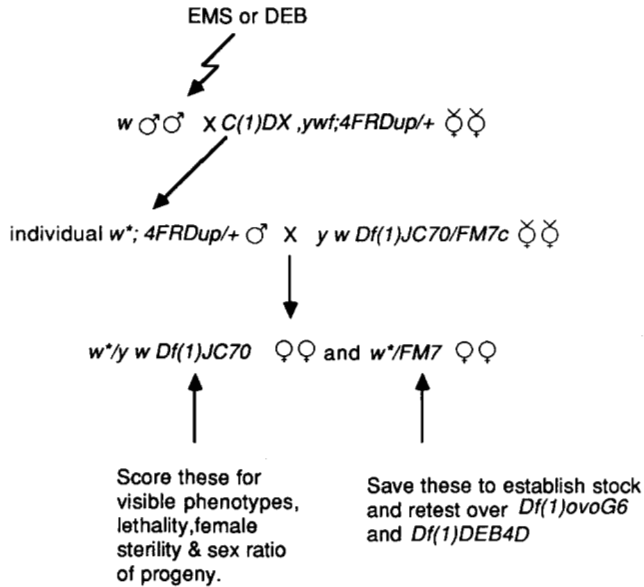 EMS or DEB
w ♂♂ X C(1)DX ,ywf;4FRDup/+ ☿☿
individual w*; 4FRDup/+ ♂ X y w Df(1)JC70/FM7c ☿☿
w*/y w Df(1)JC70 ♀♀ and w*/FM7 ♀♀
Score these for
visible phenotypes,
lethality,female
sterility & sex ratio
of progeny.
Save these to establish stock
and retest over Df(1)ovoG6
and Df(1)DEB4D